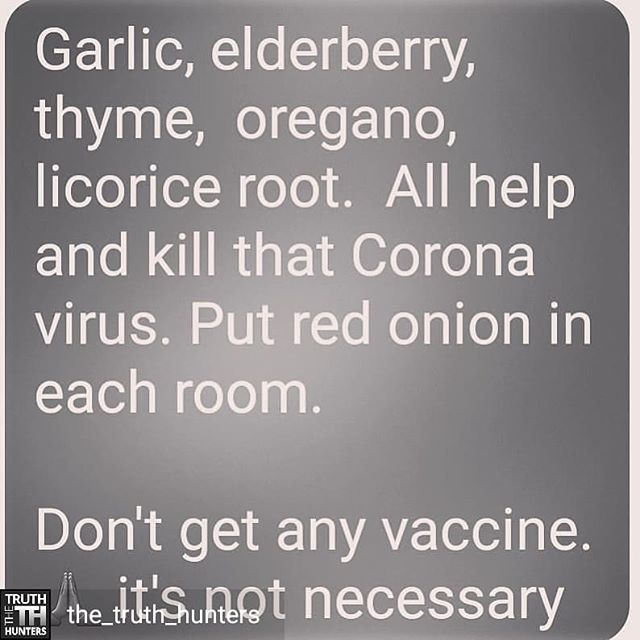 Garlic, elderberry,
thyme, oregano,
licorice root. All help
and kill that Corona
virus. Put red onion in
each room.
Don't get any vaccine.
it's not necessary
THE TRUTH TH HUNTERS
the_truth_hunters